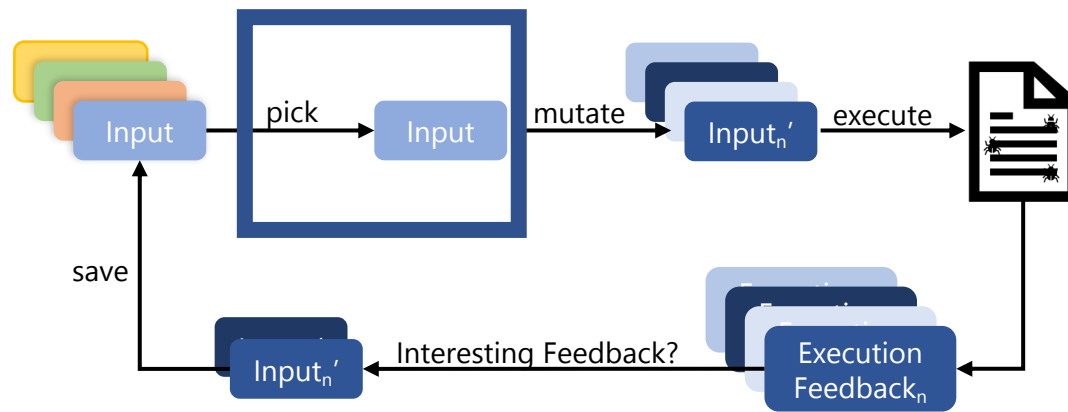 Input
pick
Input
mutate
Inputₙ′
execute
save
Inputₙ′
Interesting Feedback?
Execution
Feedbackₙ